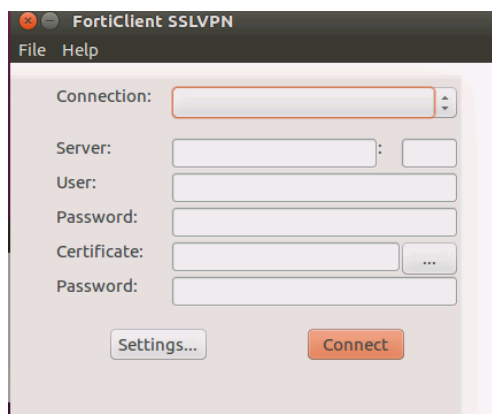 FortiClient SSLVPN
File Help
Connection:
Server: :
User:
Password:
Certificate: ...
Password:
Settings... Connect